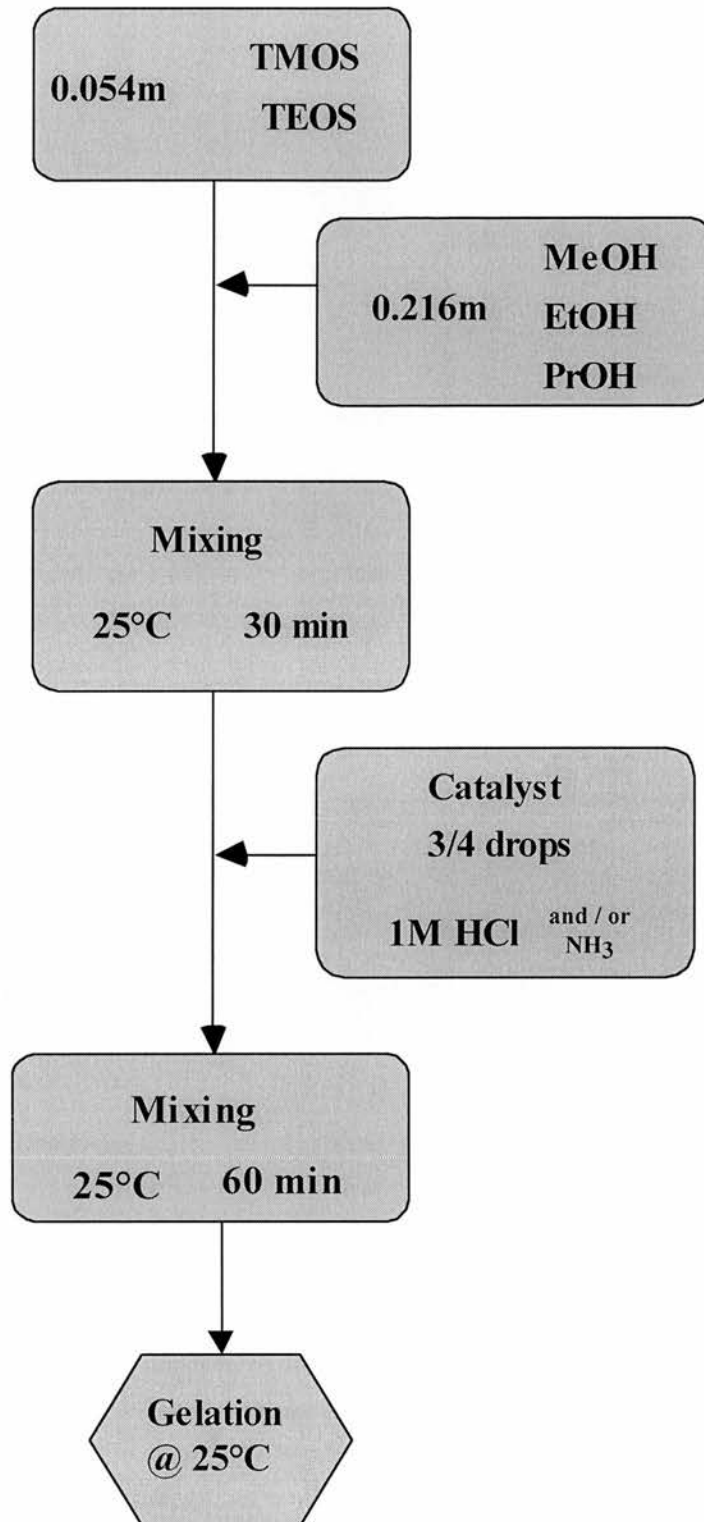 TMOS
0.054m
TEOS
MeOH
0.216m
EtOH
PrOH
Mixing
25°C 30 min
Catalyst
3/4 drops
1M HCl and / or
NH3
Mixing
25°C 60 min
Gelation
@ 25°C